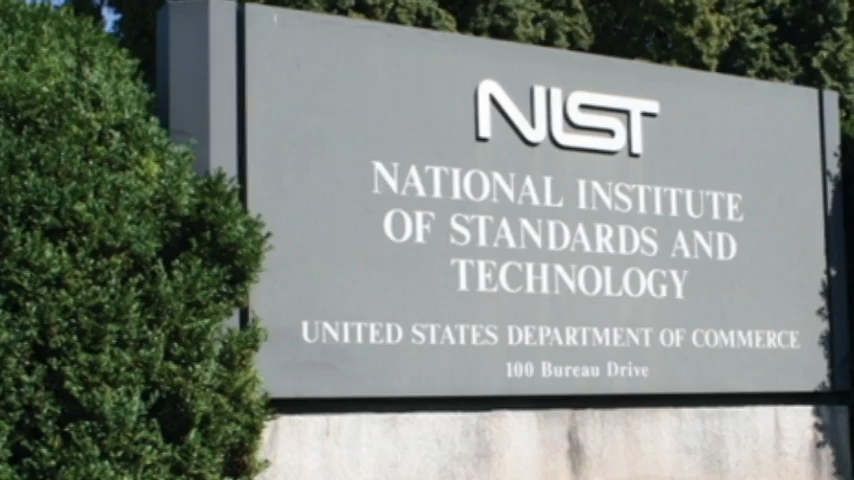 NIST
NATIONAL INSTITUTE
OF STANDARDS AND
TECHNOLOGY
UNITED STATES DEPARTMENT OF COMMERCE
100 Bureau Drive